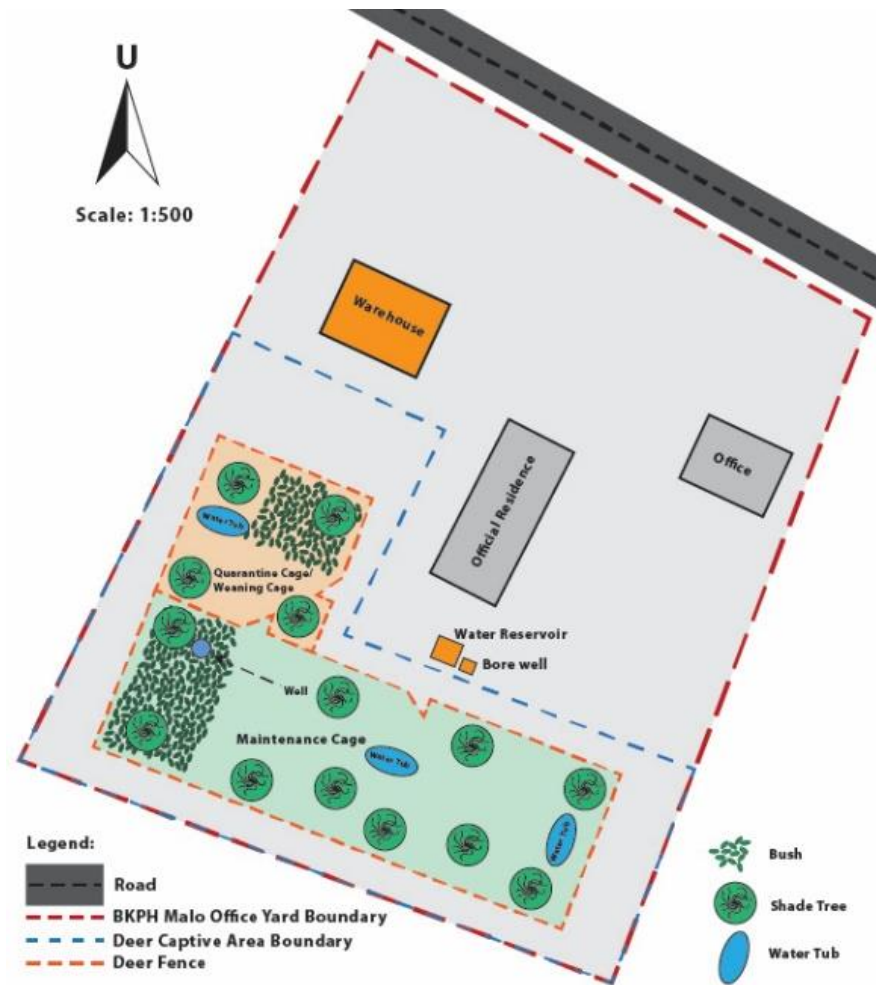 U
Scale: 1:500
Warehouse
Office
Official Residence
Water Tub
Quarantine Cage/
Weaning Cage
Water Reservoir
Bore well
Well
Maintenance Cage
Water Tub
Water Tub
Legend:
Road
BKPH Malo Office Yard Boundary
Deer Captive Area Boundary
Deer Fence
Bush
Shade Tree
Water Tub